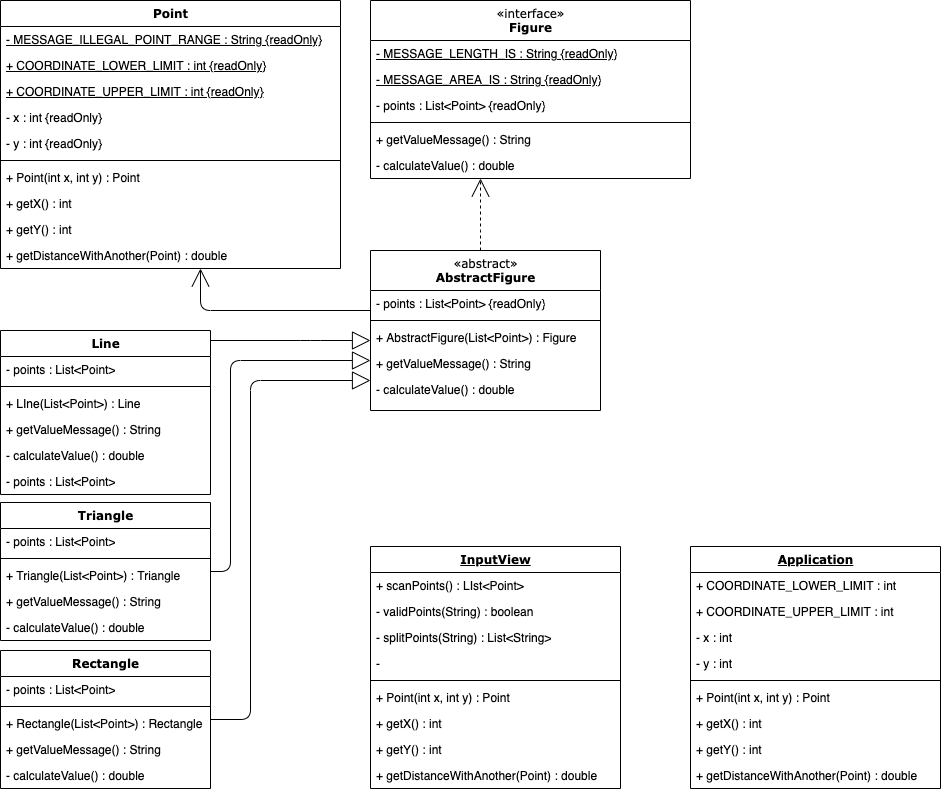 Point
- MESSAGE_ILLEGAL_POINT_RANGE : String {readOnly}
+ COORDINATE_LOWER_LIMIT : int {readOnly}
+ COORDINATE_UPPER_LIMIT : int {readOnly}
- x : int {readOnly}
- y : int {readOnly}
+ Point(int x, int y) : Point
+ getX() : int
+ getY() : int
+ getDistanceWithAnother(Point) : double
«interface»
Figure
- MESSAGE_LENGTH_IS : String {readOnly}
- MESSAGE_AREA_IS : String {readOnly}
- points : List<Point> {readOnly}
+ getValueMessage() : String
- calculateValue() : double
«abstract»
AbstractFigure
- points : List<Point> {readOnly}
+ AbstractFigure(List<Point>) : Figure
+ getValueMessage() : String
- calculateValue() : double
Line
- points : List<Point>
+ LIne(List<Point>) : Line
+ getValueMessage() : String
- calculateValue() : double
- points : List<Point>
Triangle
- points : List<Point>
+ Triangle(List<Point>) : Triangle
+ getValueMessage() : String
- calculateValue() : double
Rectangle
- points : List<Point>
+ Rectangle(List<Point>) : Rectangle
+ getValueMessage() : String
- calculateValue() : double
InputView
+ scanPoints() : LIst<Point>
- validPoints(String) : boolean
- splitPoints(String) : List<String>
-
+ Point(int x, int y) : Point
+ getX() : int
+ getY() : int
+ getDistanceWithAnother(Point) : double
Application
+ COORDINATE_LOWER_LIMIT : int
+ COORDINATE_UPPER_LIMIT : int
- x : int
- y : int
+ Point(int x, int y) : Point
+ getX() : int
+ getY() : int
+ getDistanceWithAnother(Point) : double